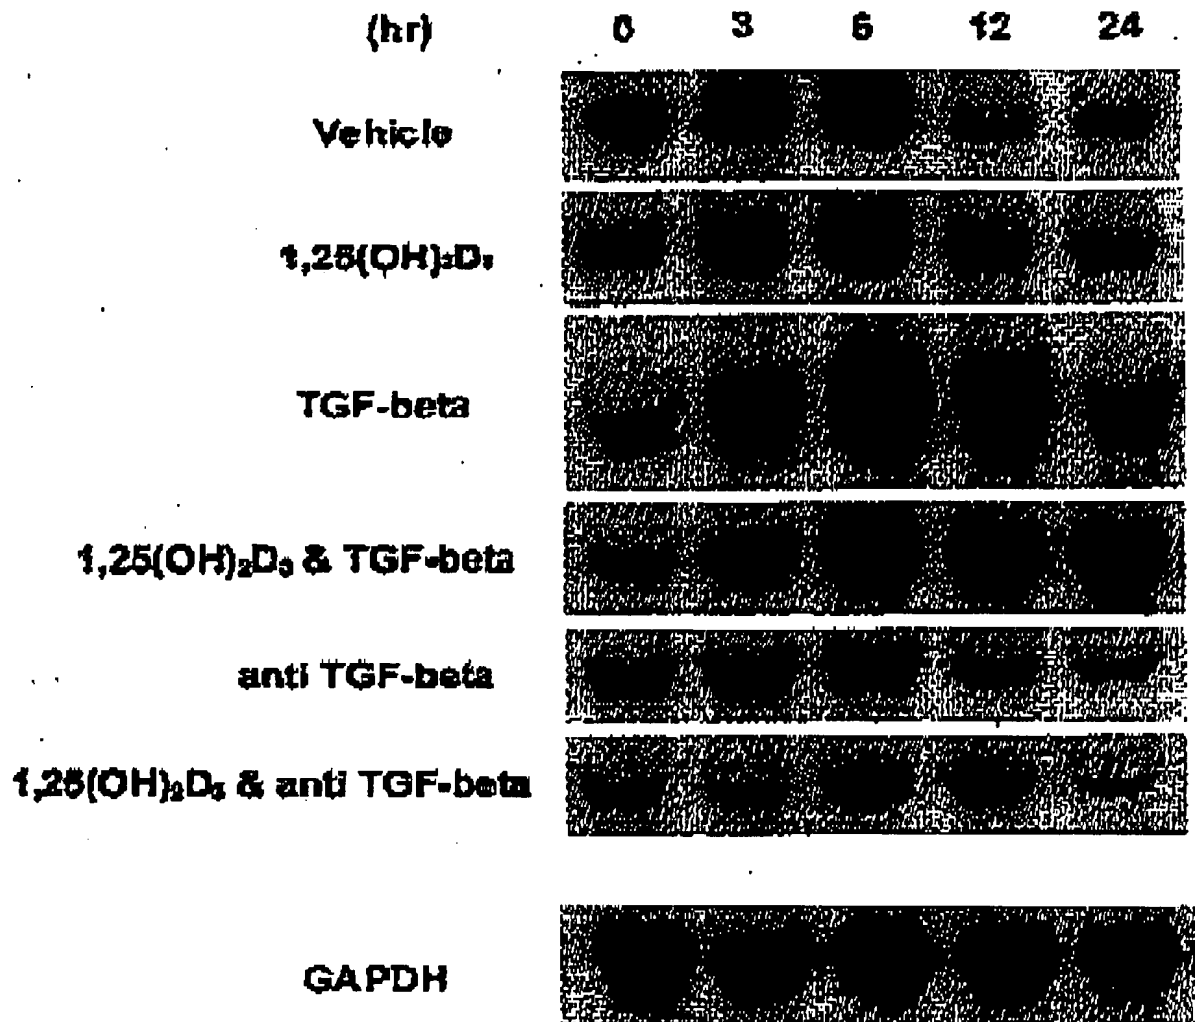 (hr) 0 3 6 12 24
Vehicle
1,25(OH)₂D₃
TGF-beta
1,25(OH)₂D₃ & TGF-beta
anti TGF-beta
1,25(OH)₂D₃ & anti TGF-beta
GAPDH